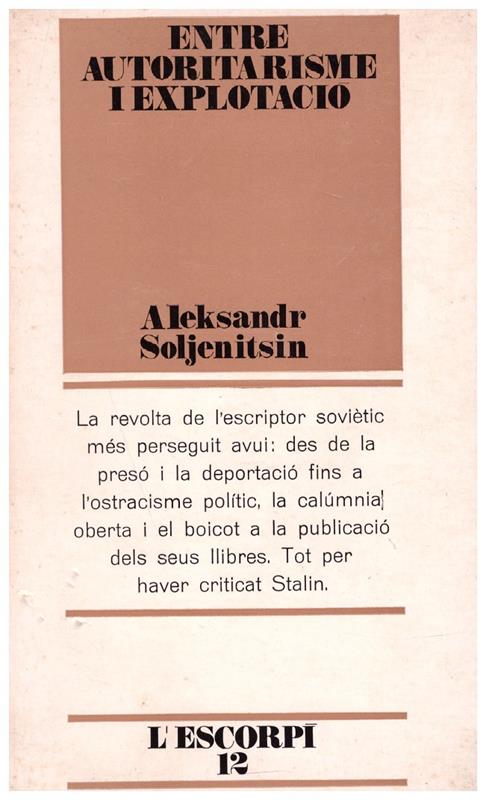 ENTRE
AUTORITARISME
I EXPLOTACIÓ
Aleksandr
Soljenitsin
La revolta de l'escriptor soviètic
més perseguit avui: des de la
presó i la deportació fins a
l'ostracisme polític, la calúmnia
oberta i el boicot a la publicació
dels seus llibres. Tot per
haver criticat Stalin.
L'ESCORPÍ
12